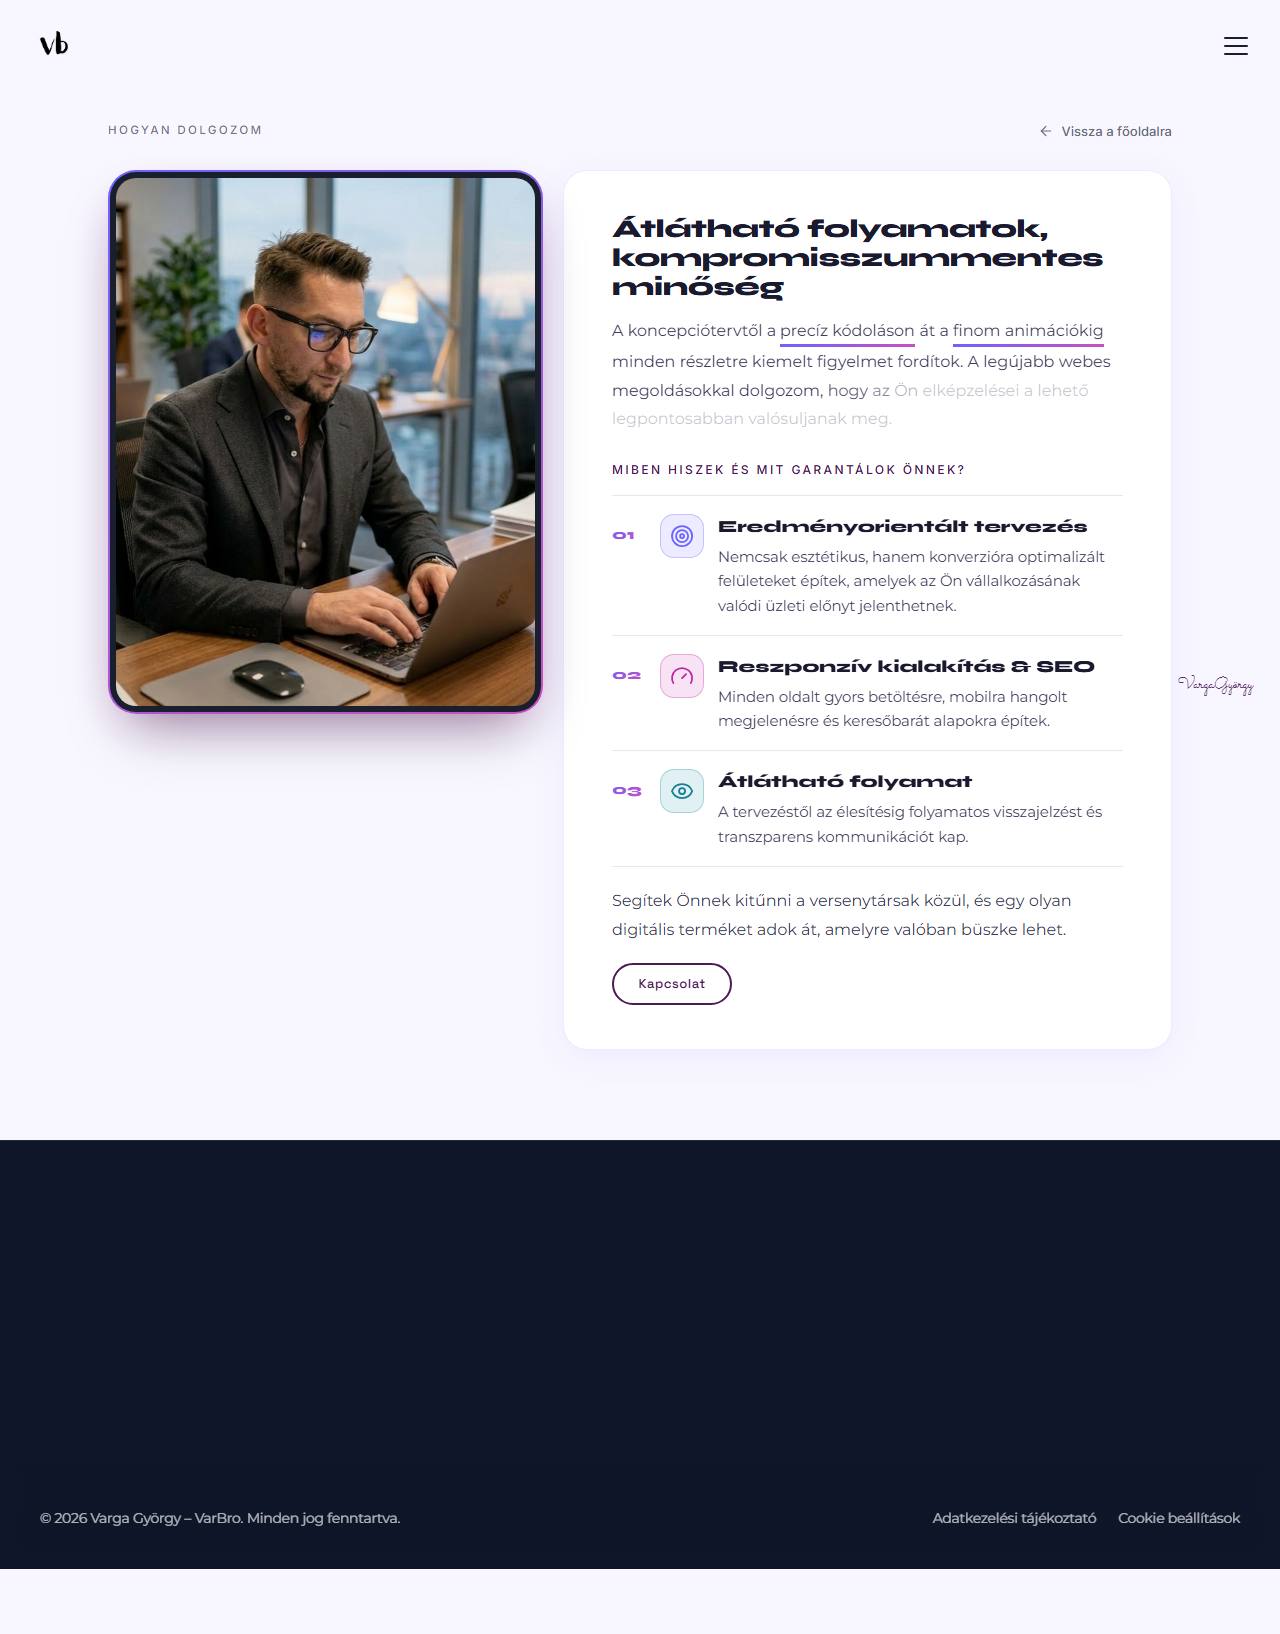 vb
HOGYAN DOLGOZOM
Vissza a főoldalra
Átlátható folyamatok,
kompromisszummentes
minőség
A koncepciótervtől a precíz kódoláson át a finom animációkig
minden részletre kiemelt figyelmet fordítok. A legújabb webes
megoldásokkal dolgozom, hogy az Ön elképzelései a lehető
legpontosabban valósuljanak meg.
MIBEN HISZEK ÉS MIT GARANTÁLOK ÖNNEK?
01
Eredményorientált tervezés
Nemcsak esztétikus, hanem konverzióra optimalizált
felületeket építek, amelyek az Ön vállalkozásának
valódi üzleti előnyt jelenthetnek.
02
Reszponzív kialakítás & SEO
Minden oldalt gyors betöltésre, mobilra hangolt
megjelenésre és keresőbarát alapokra építek.
VargaGyörgy
03
Átlátható folyamat
A tervezéstől az élesítésig folyamatos visszajelzést és
transzparens kommunikációt kap.
Segítek Önnek kitűnni a versenytársak közül, és egy olyan
digitális terméket adok át, amelyre valóban büszke lehet.
Kapcsolat
© 2026 Varga György – VarBro. Minden jog fenntartva.
Adatkezelési tájékoztató
Cookie beállítások